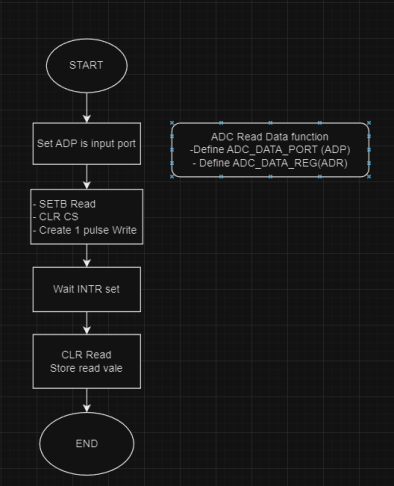 START
Set ADP is input port
ADC Read Data function
-Define ADC_DATA_PORT (ADP)
- Define ADC_DATA_REG(ADR)
- SETB Read
- CLR CS
- Create 1 pulse Write
Wait INTR set
CLR Read
Store read vale
END